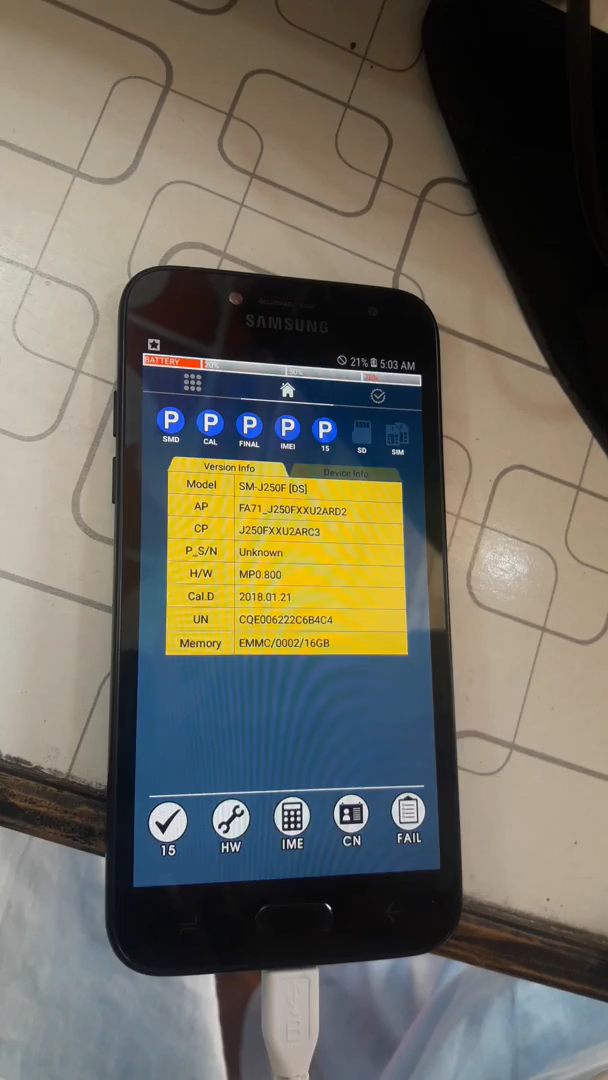 SAMSUNG
21% 5:03 AM
BATTERY
P P P P P
SMD CAL FINAL IMEI 15 SD SIM
Version Info Device Info
Model SM-J250F [DS]
AP FA71_J250FXXU2ARD2
CP J250FXXU2ARC3
P_S/N Unknown
H/W MP0.800
Cal.D 2018.01.21
UN CQE006222C6B4C4
Memory EMMC/0002/16GB
15 HW IME CN FAIL